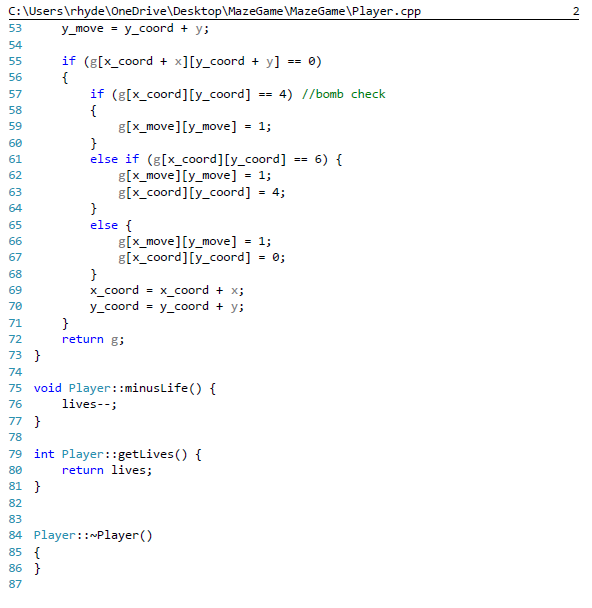 C:\Users\rhyde\OneDrive\Desktop\MazeGame\MazeGame\Player.cpp 2
53     y_move = y_coord + y;
54
55     if (g[x_coord + x][y_coord + y] == 0)
56     {
57         if (g[x_coord][y_coord] == 4) //bomb check
58         {
59             g[x_move][y_move] = 1;
60         }
61         else if (g[x_coord][y_coord] == 6) {
62             g[x_move][y_move] = 1;
63             g[x_coord][y_coord] = 4;
64         }
65         else {
66             g[x_move][y_move] = 1;
67             g[x_coord][y_coord] = 0;
68         }
69         x_coord = x_coord + x;
70         y_coord = y_coord + y;
71     }
72     return g;
73 }
74
75 void Player::minusLife() {
76     lives--;
77 }
78
79 int Player::getLives() {
80     return lives;
81 }
82
83
84 Player::~Player()
85 {
86 }
87